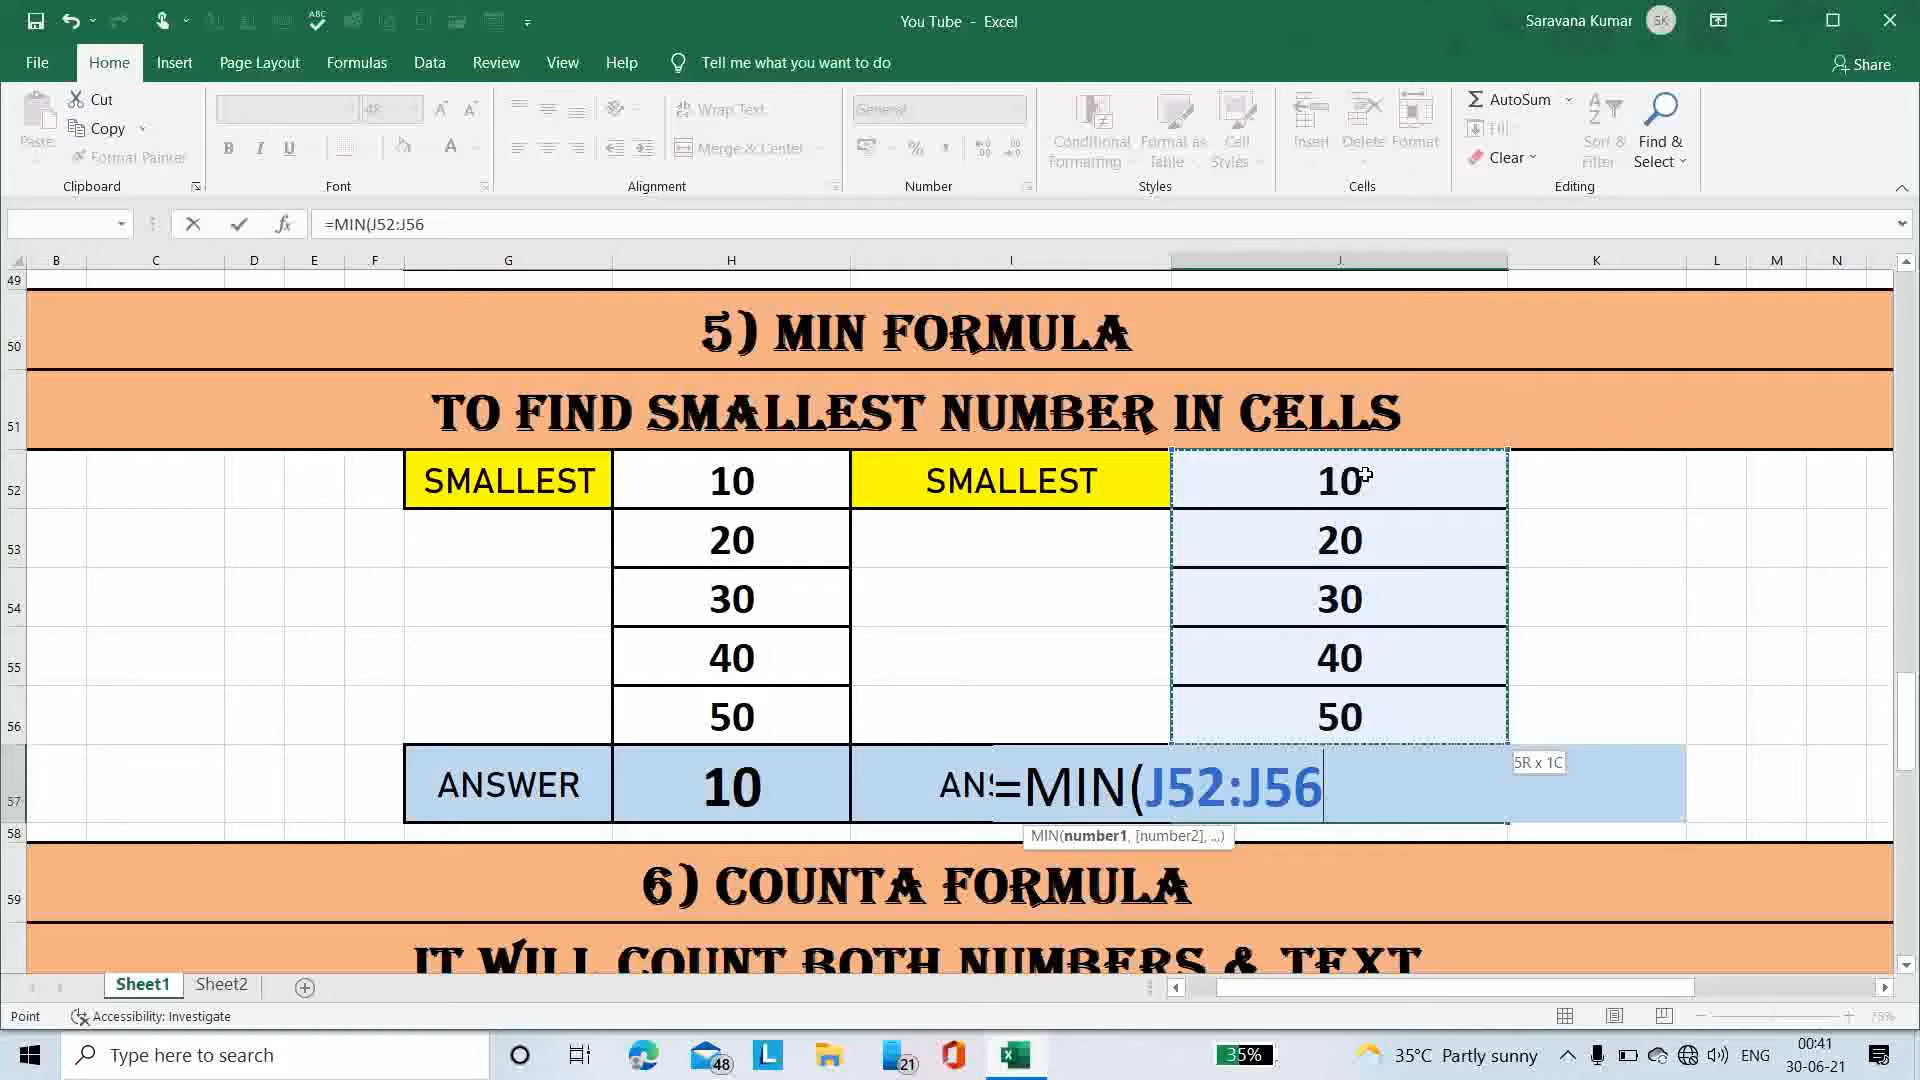 You Tube - Excel
Saravana Kumar
SK
File
Home
Insert
Page Layout
Formulas
Data
Review
View
Help
Tell me what you want to do
Share
Paste
Cut
Copy
Format Painter
Clipboard
48
B I U
A
Font
Wrap Text
Merge & Center
Alignment
General
%
Number
Conditional Formatting
Format as Table
Cell Styles
Styles
Insert
Delete
Format
Cells
AutoSum
Fill
Clear
Sort & Filter
Find & Select
Editing
=MIN(J52:J56
B C D E F G H I J K L M N
49
50
5) MIN FORMULA
51
TO FIND SMALLEST NUMBER IN CELLS
52 SMALLEST 10 SMALLEST 10
53 20 20
54 30 30
55 40 40
56 50 50
57 ANSWER 10 ANS =MIN(J52:J56
5R x 1C
58
MIN(number1, [number2], ...)
59
6) COUNTA FORMULA
IT WILL COUNT BOTH NUMBERS & TEXT
Sheet1
Sheet2
Point
Accessibility: Investigate
75%
Type here to search
48
21
35%
35°C Partly sunny
ENG
00:41
30-06-21